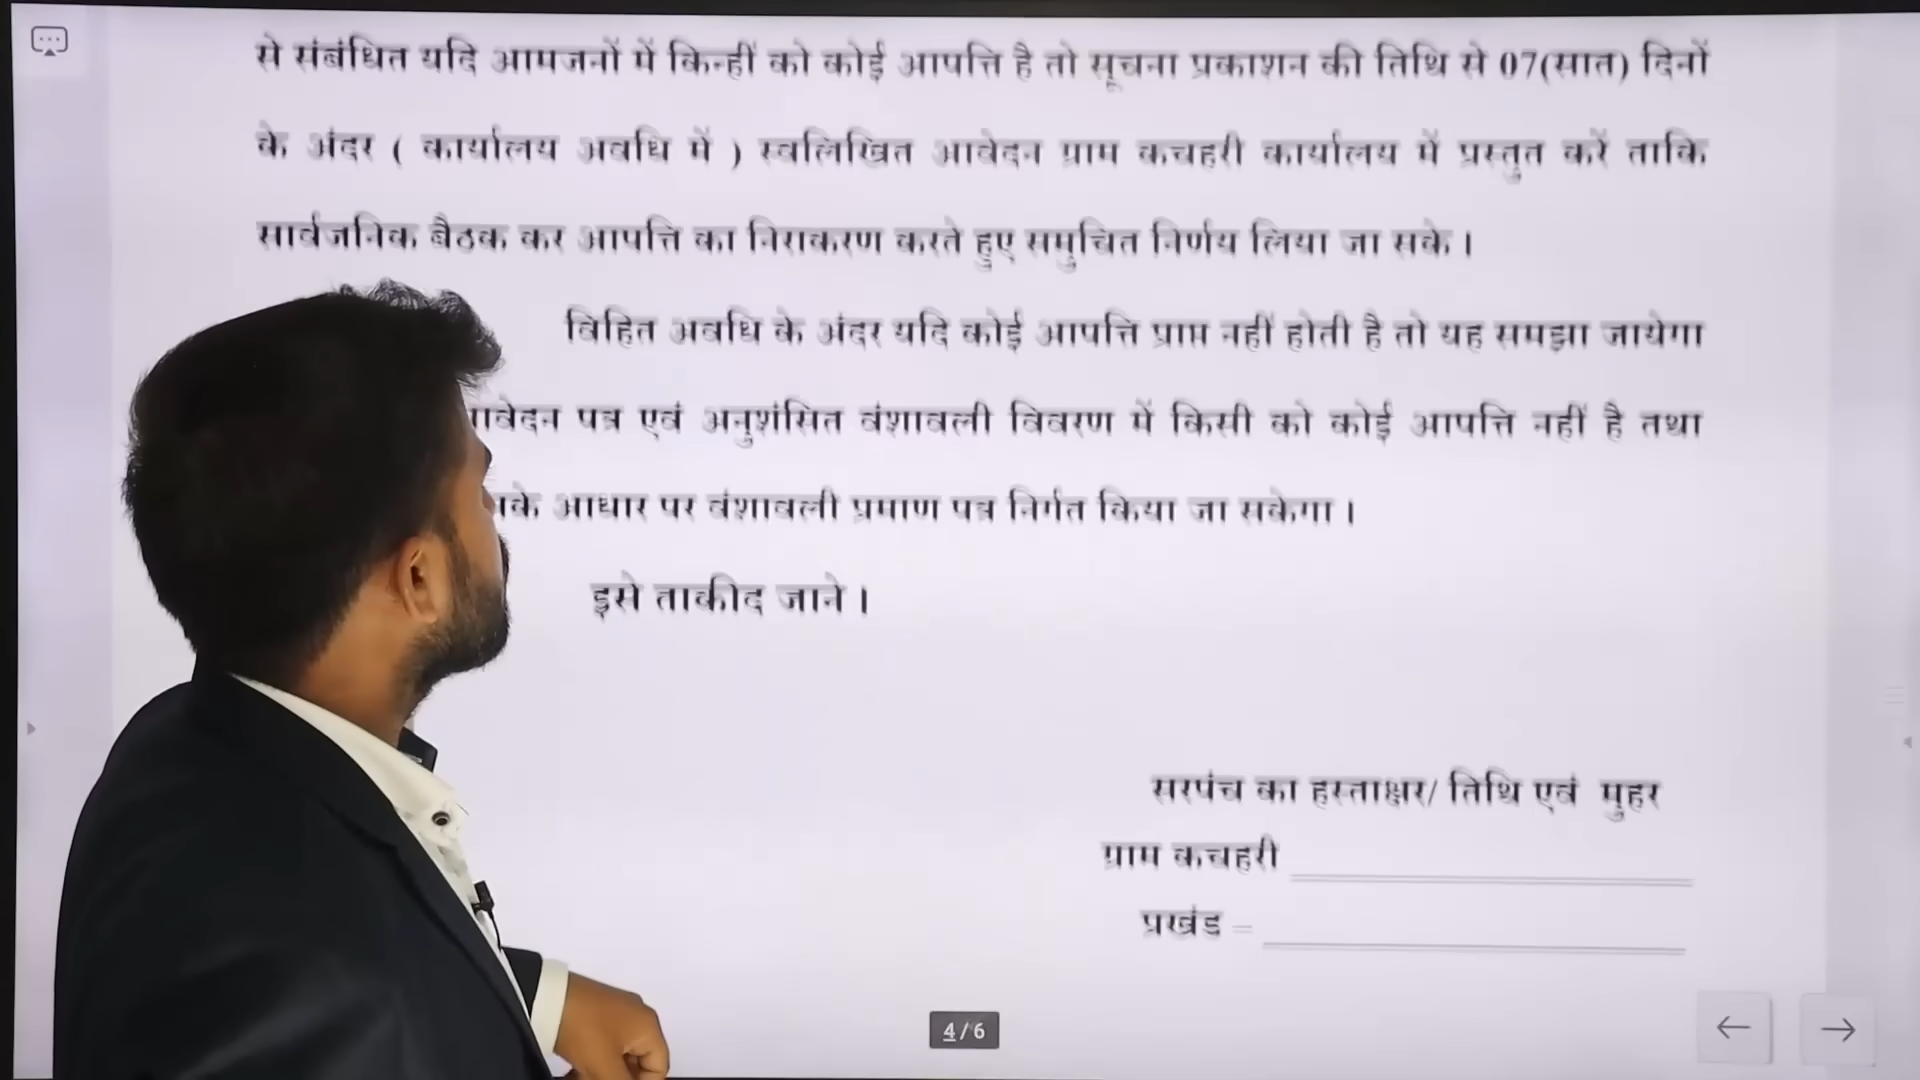 से संबंधित यदि आमजनों में किन्हीं को कोई आपत्ति है तो सूचना प्रकाशन की तिथि से 07(सात) दिनों
के अंदर ( कार्यालय अवधि में ) स्वलिखित आवेदन ग्राम कचहरी कार्यालय में प्रस्तुत करें ताकि
सार्वजनिक बैठक कर आपत्ति का निराकरण करते हुए समुचित निर्णय लिया जा सके।
विहित अवधि के अंदर यदि कोई आपत्ति प्राप्त नहीं होती है तो यह समझा जायेगा
पत्र एवं अनुशंसित वंशावली विवरण में किसी को कोई आपत्ति नहीं है तथा
आधार पर वंशावली प्रमाण पत्र निर्गत किया जा सकेगा।
इसे ताकीद जाने।
सरपंच का हस्ताक्षर/ तिथि एवं मुहर
ग्राम कचहरी
प्रखंड –
4/6